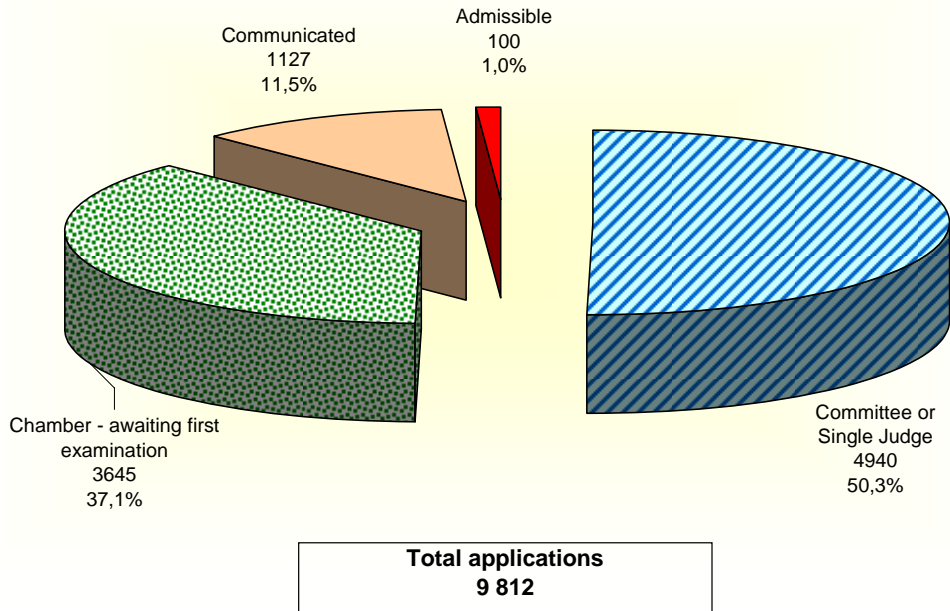 Admissible
100
1,0%
Communicated
1127
11,5%
Chamber - awaiting first
examination
3645
37,1%
Committee or
Single Judge
4940
50,3%
Total applications
9 812